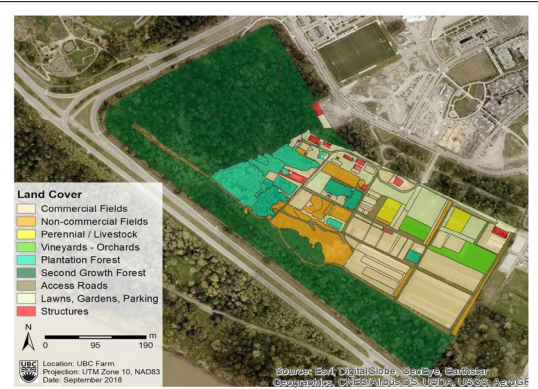 Land Cover
Commercial Fields
Non-commercial Fields
Perennial / Livestock
Vineyards - Orchards
Plantation Forest
Second Growth Forest
Access Roads
Lawns, Gardens, Parking
Structures
N
m
0 95 190
UBC
Location: UBC Farm
Projection: UTM Zone 10, NAD83
Date: September 2018
Source: Esri, DigitalGlobe, GeoEye, Earthstar
Geographics, CNES/Airbus DS, USDA, USGS, AeroGR